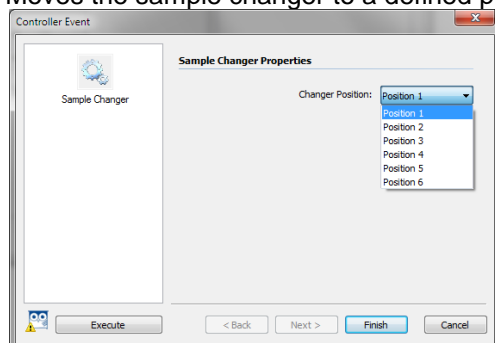 Moves the sample changer to a defined p
Controller Event
Sample Changer
Sample Changer Properties
Changer Position: Position 1
Position 1
Position 2
Position 3
Position 4
Position 5
Position 6
Execute
< Back
Next >
Finish
Cancel